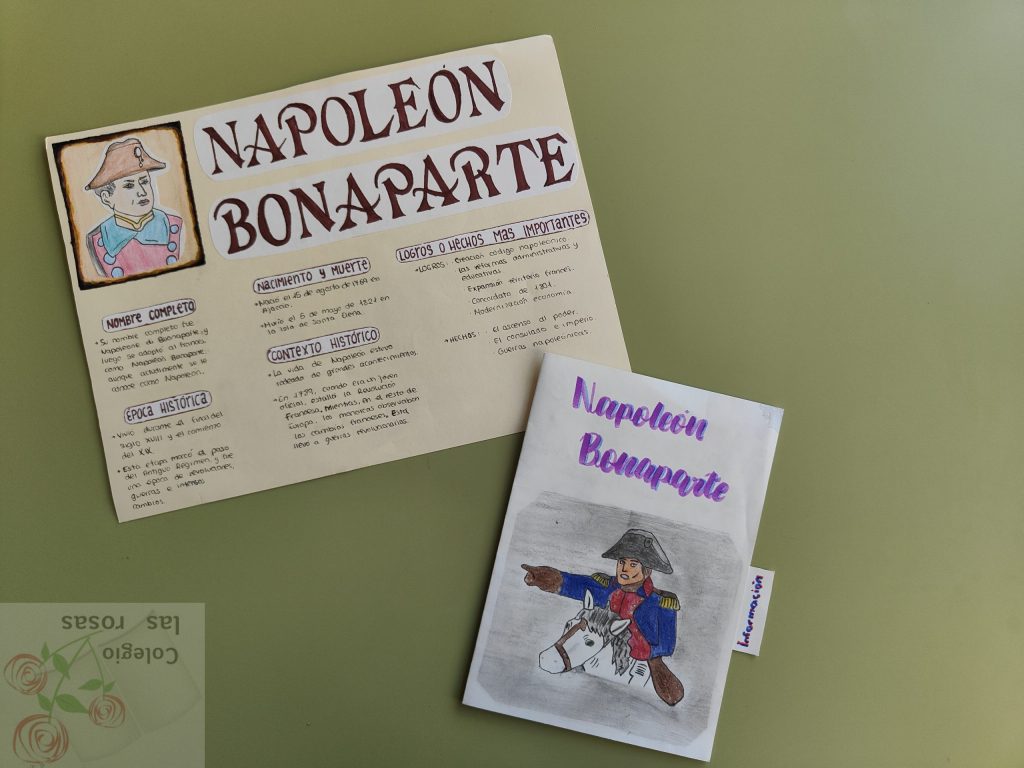 NAPOLEÓN
BONAPARTE
NOMBRE COMPLETO
• Su nombre completo fue
Napoleone di Buonaparte, y
luego se adaptó al francés
como Napoleón Bonaparte,
aunque actualmente se le
conoce como Napoleón.
ÉPOCA HISTÓRICA
• Vivió durante el final del
siglo XVIII y el comienzo
del XIX
• Esta etapa marcó el paso
del Antiguo Régimen y fue
una época de revoluciones,
guerras e intensos
cambios.
NACIMIENTO Y MUERTE
• Nació el 15 de agosto de 1769 en
Ajaccio.
• Murió el 5 de mayo de 1821 en
la Isla de Santa Elena.
CONTEXTO HISTÓRICO
• La vida de Napoleón estuvo
rodeada de grandes acontecimientos.
• En 1789, cuando era un joven
oficial, estalló la Revolución
Francesa. Mientras, en el resto de
Europa, las monarcas observaban
los cambios franceses. Esta
llevó a guerras revolucionarias.
LOGROS O HECHOS MAS IMPORTANTES
• LOGROS: · Creación código napoleónico
las reformas administrativas y
educativas
· Expansión territorio francés.
· Concordato de 1801.
· Modernización economía
• HECHOS: · El ascenso al poder.
· El consulado e imperio
· Guerras napoleónicas.
Napoleón
Bonaparte
Información
Colegio
las rosas